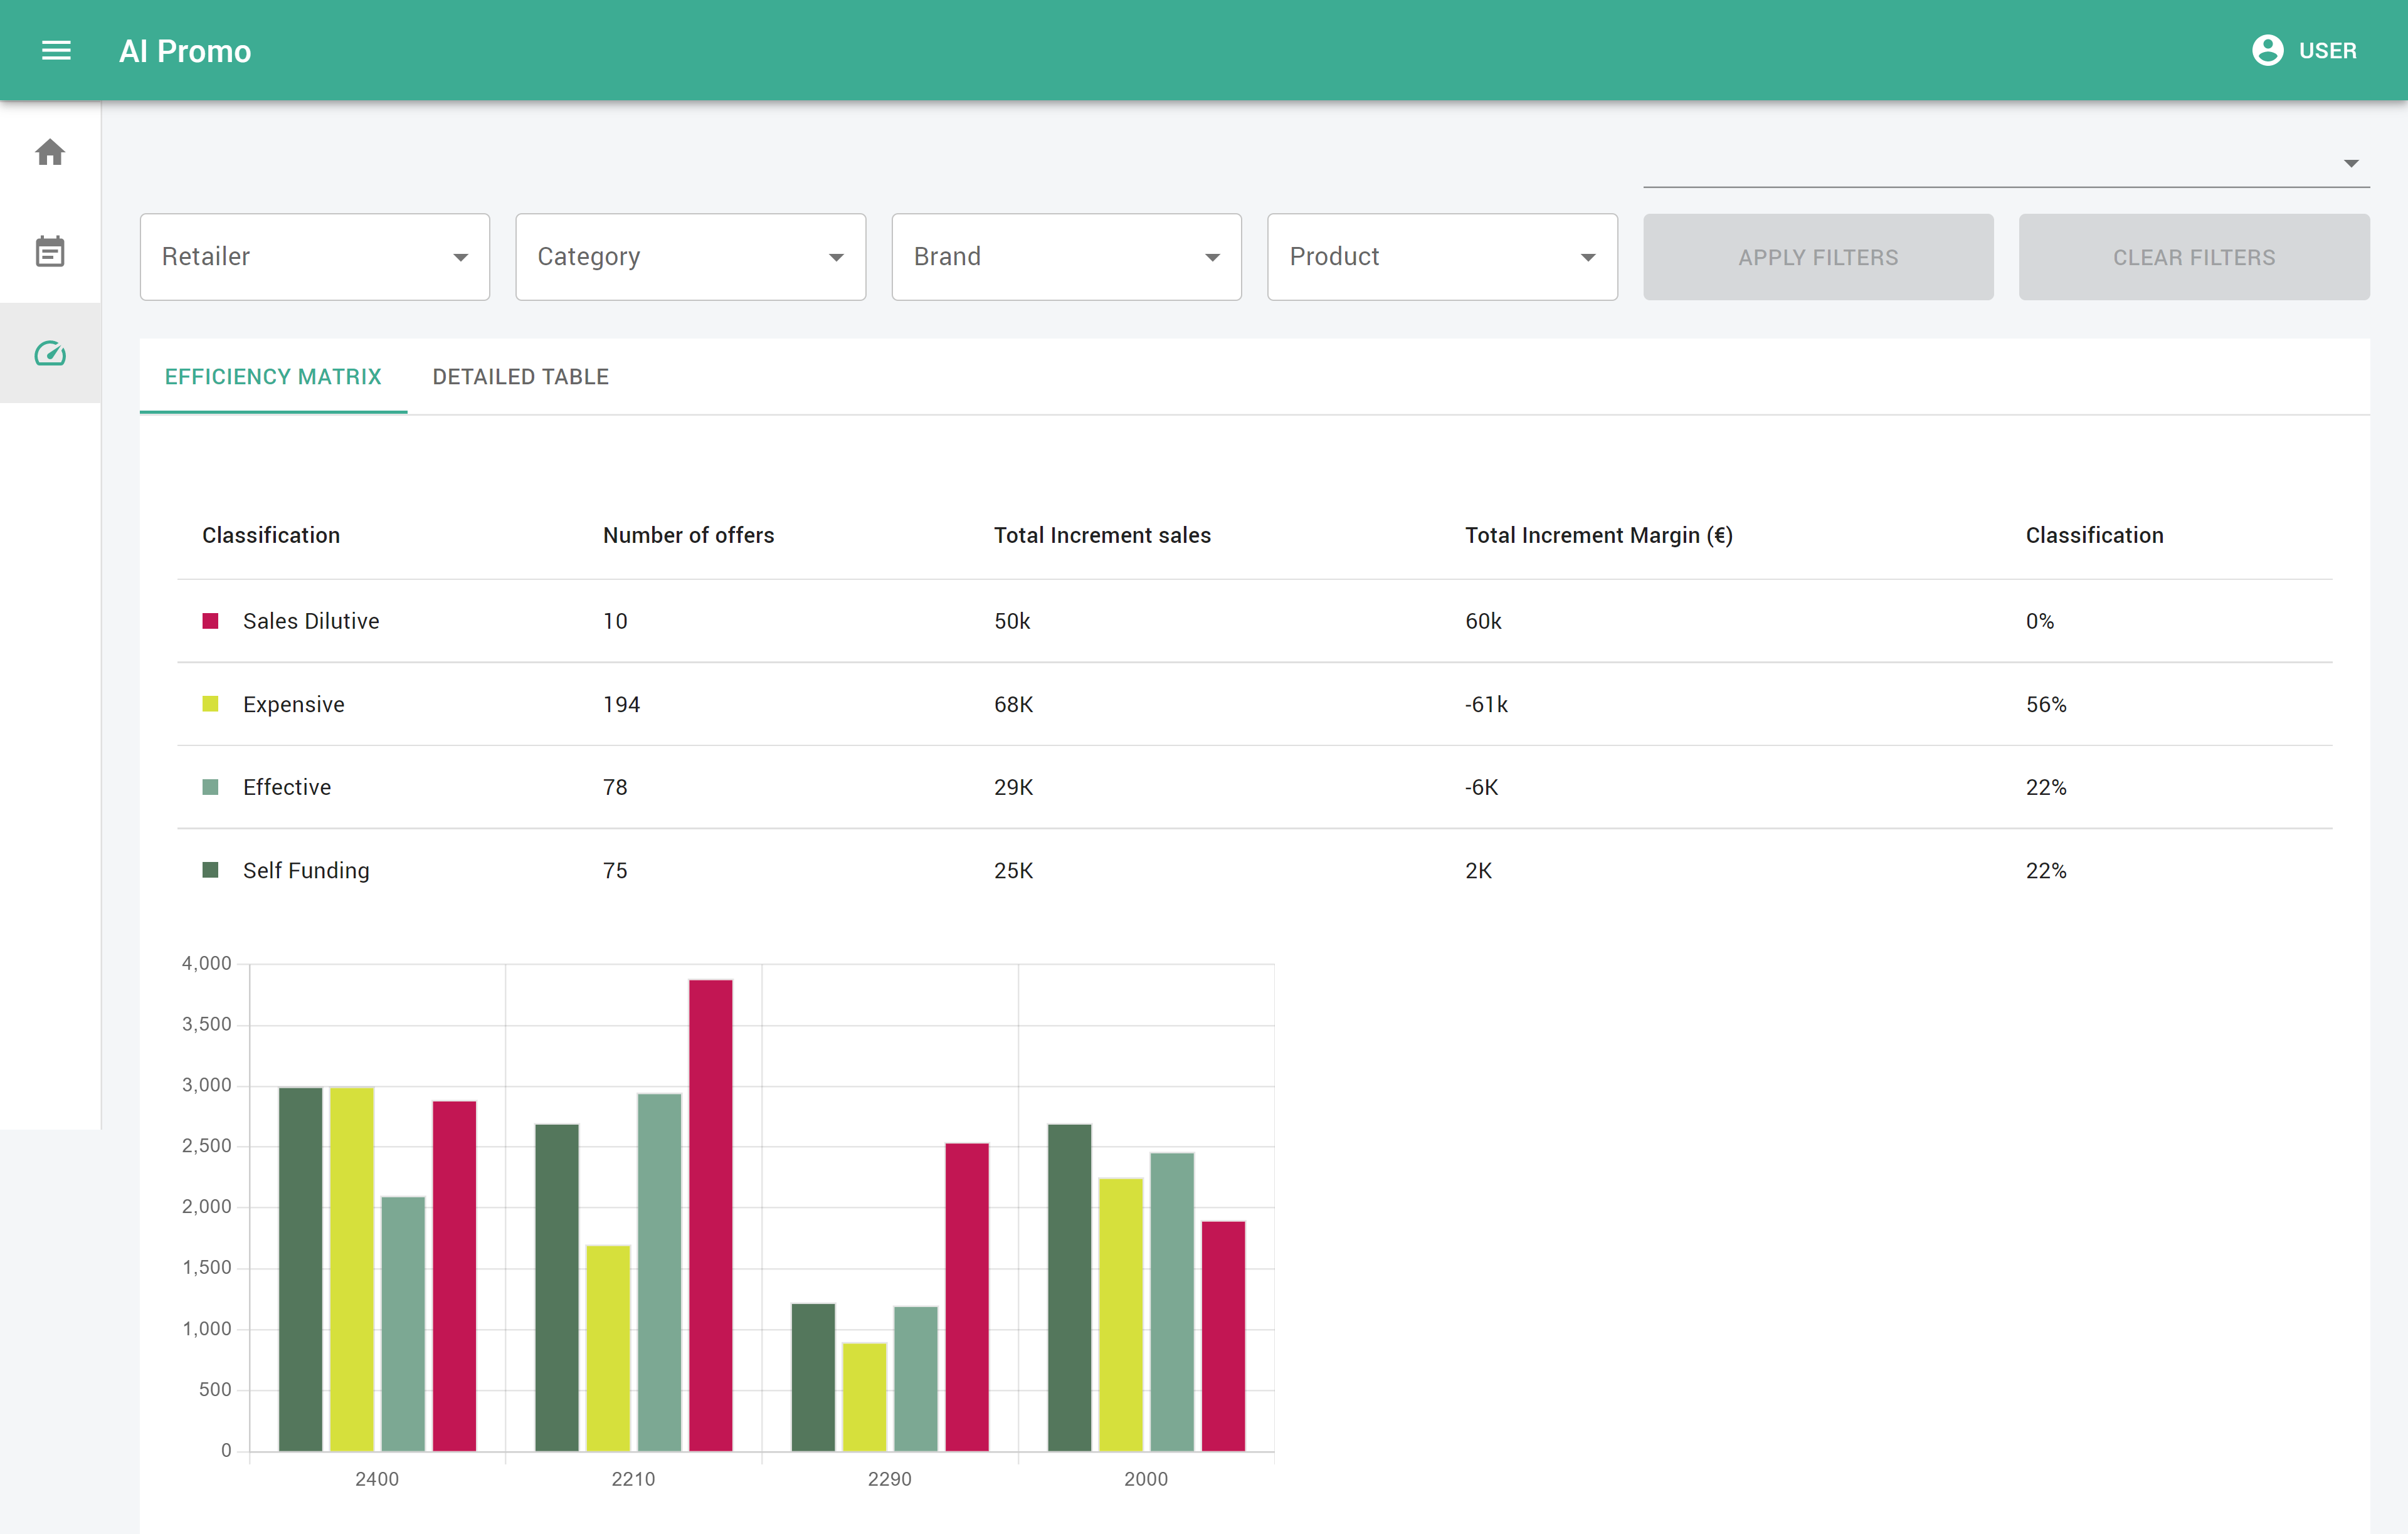 AI Promo
USER
Retailer
Category
Brand
Product
APPLY FILTERS
CLEAR FILTERS
EFFICIENCY MATRIX
DETAILED TABLE
Classification Number of offers Total Increment sales Total Increment Margin (€) Classification
Sales Dilutive 10 50k 60k 0%
Expensive 194 68K -61k 56%
Effective 78 29K -6K 22%
Self Funding 75 25K 2K 22%
4,000
3,500
3,000
2,500
2,000
1,500
1,000
500
0
2400 2210 2290 2000